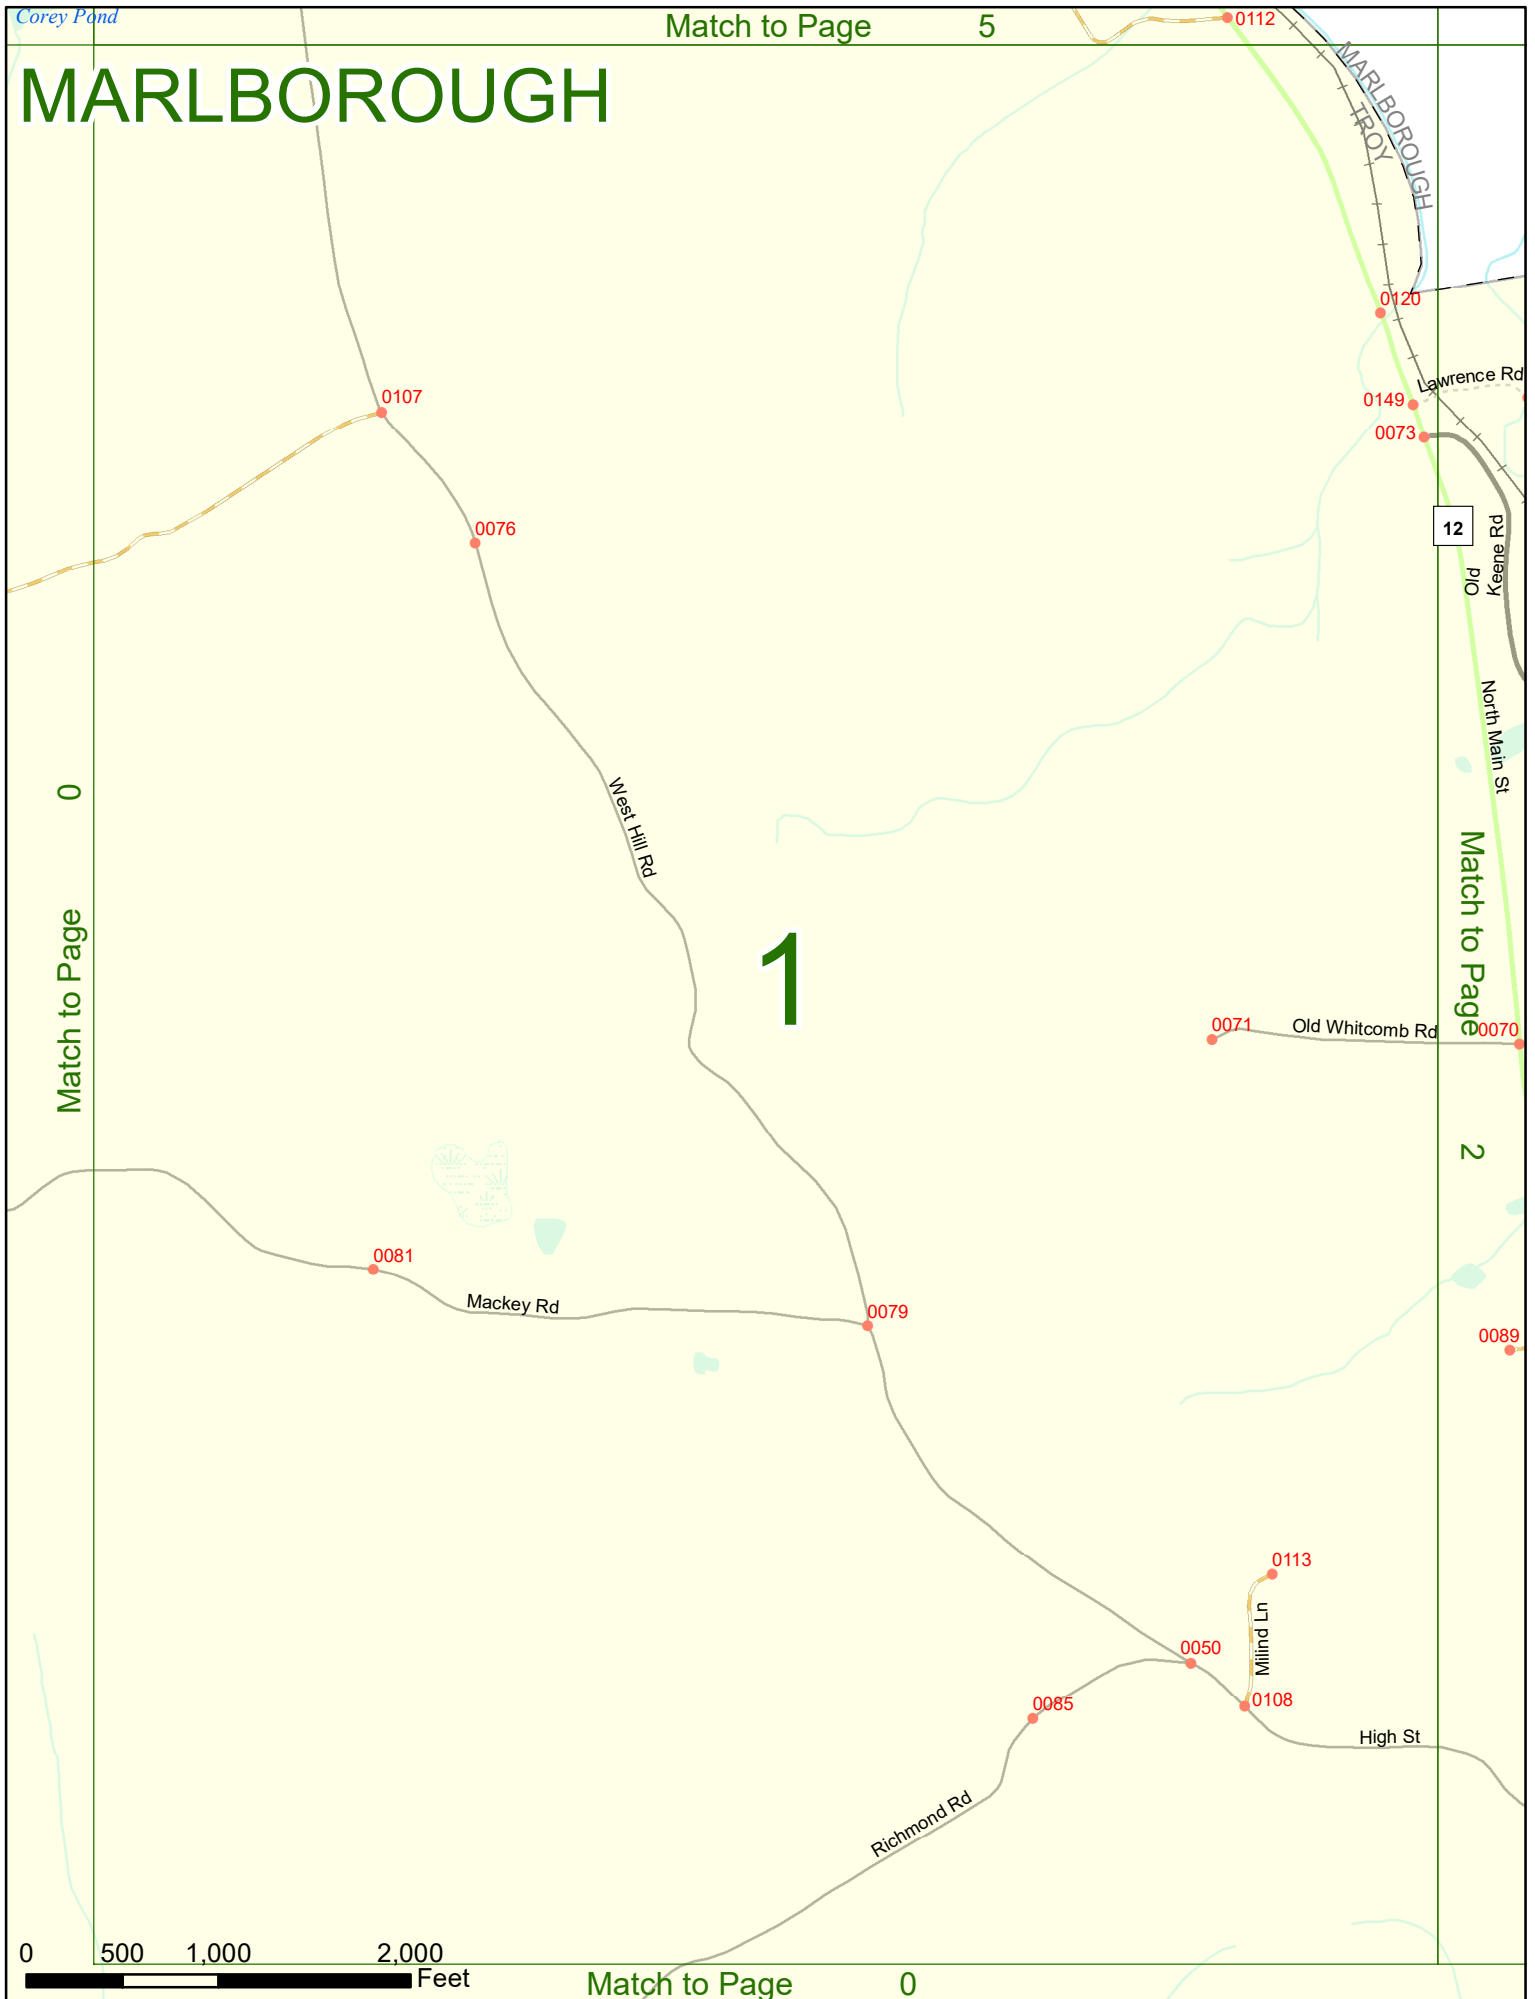 Corey Pond
Match to Page 5
0112
MARLBOROUGH
MARLBOROUGH
TROY
0120
0107
Lawrence Rd
0149
0073
0076
12
Old
Keene Rd
North Main St
0
Match to Page
West Hill Rd
1
Match to Page
2
0071
Old Whitcomb Rd
0070
0081
Mackey Rd
0079
0089
0113
Milind Ln
0050
0085
0108
High St
Richmond Rd
0 500 1,000 2,000
Feet
Match to Page 0